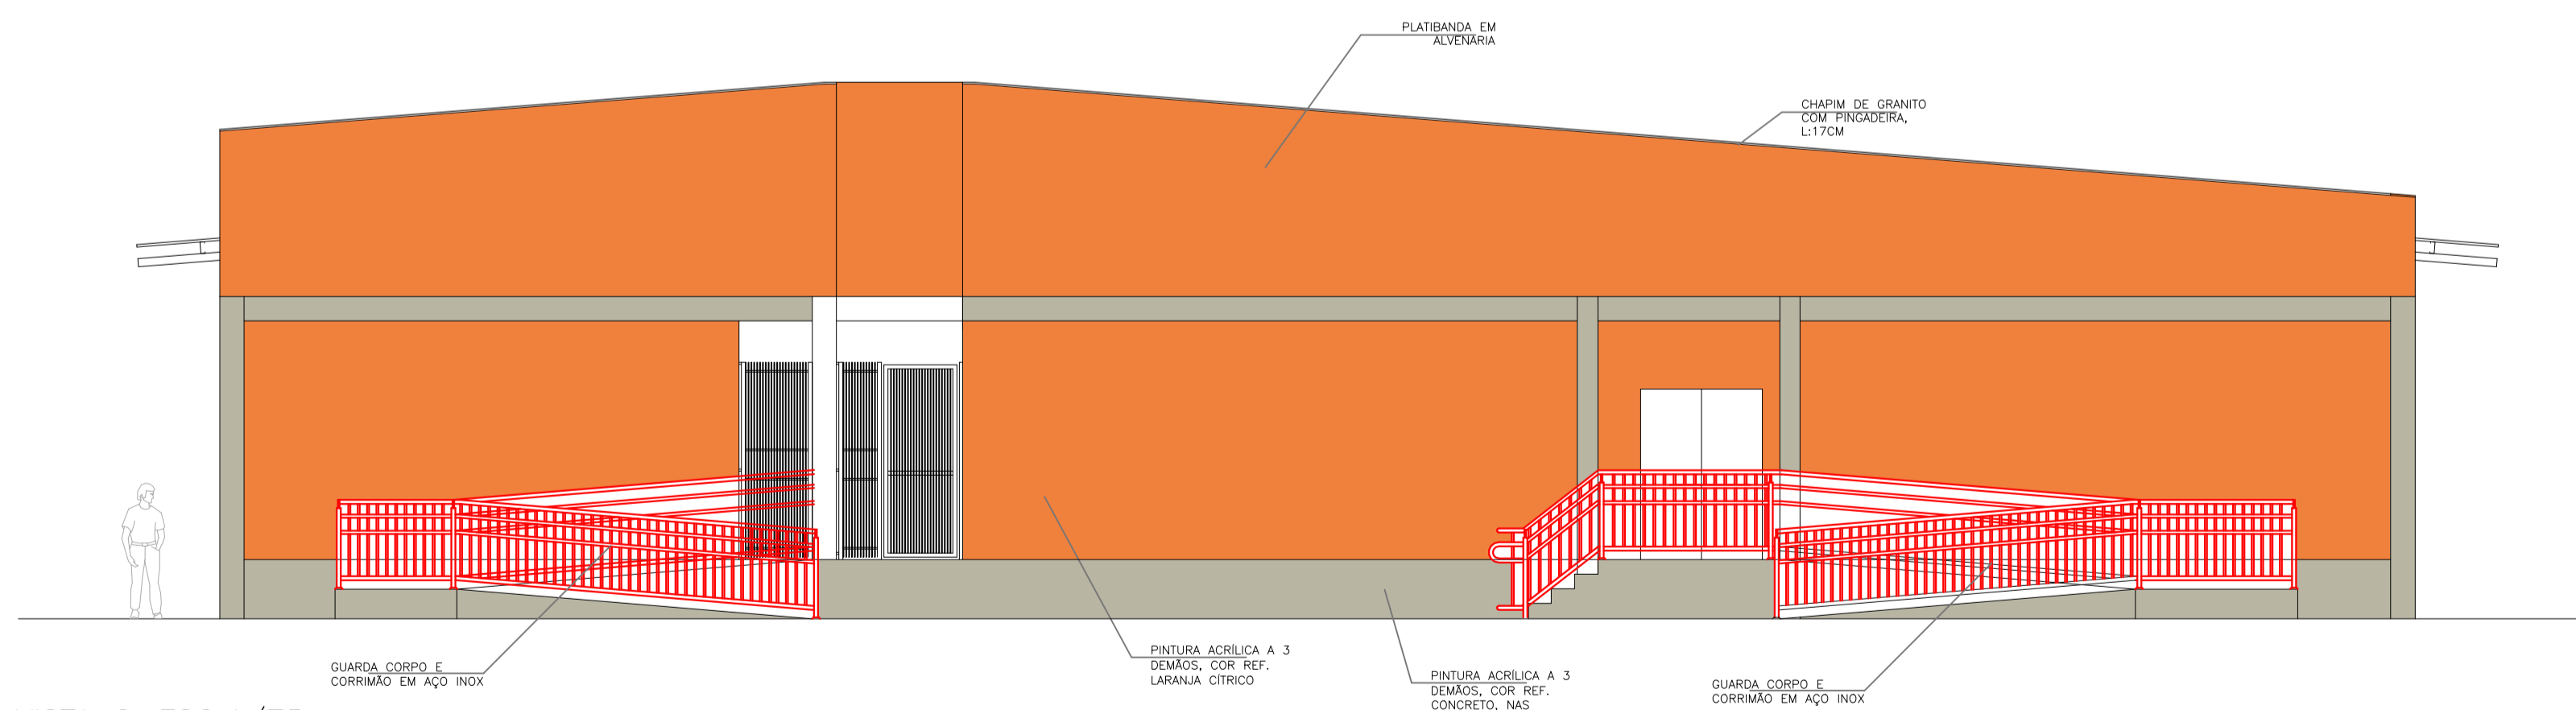 PLATIBANDA EM
ALVENARIA
CHAPIM DE GRANITO
COM PINGADEIRA,
L:17CM
GUARDA CORPO E
CORRIMÃO EM AÇO INOX
PINTURA ACRÍLICA A 3
DEMÃOS, COR REF.
LARANJA CÍTRICO
PINTURA ACRÍLICA A 3
DEMÃOS, COR REF.
CONCRETO, NAS
GUARDA CORPO E
CORRIMÃO EM AÇO INOX